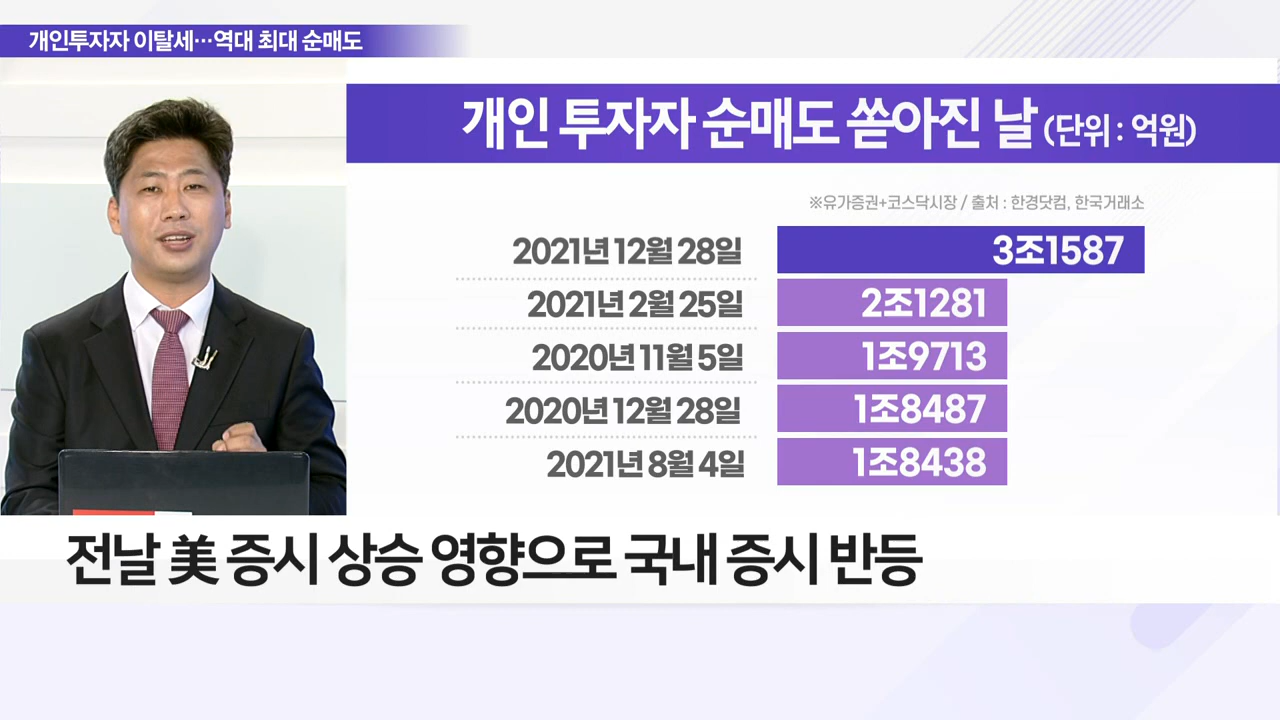 개인투자자 이탈세…역대 최대 순매도
개인 투자자 순매도 쏟아진 날 (단위 : 억원)
※유가증권+코스닥시장 / 출처 : 한경닷컴, 한국거래소
2021년 12월 28일 3조1587
2021년 2월 25일 2조1281
2020년 11월 5일 1조9713
2020년 12월 28일 1조8487
2021년 8월 4일 1조8438
전날 美 증시 상승 영향으로 국내 증시 반등